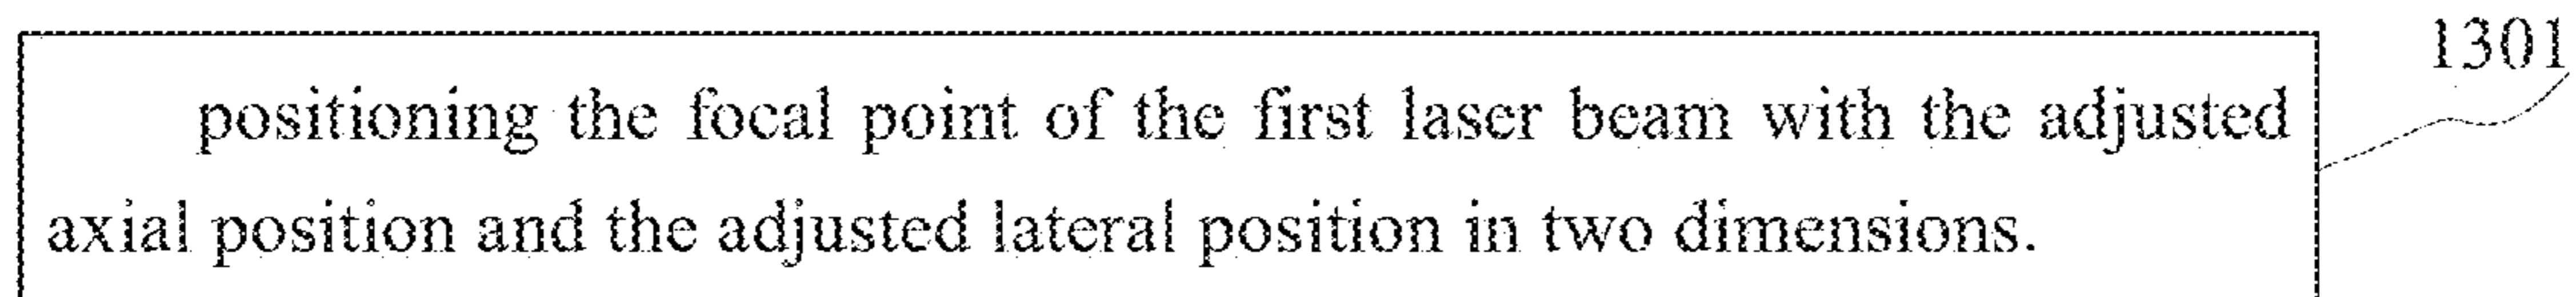 1301
positioning the focal point of the first laser beam with the adjusted
axial position and the adjusted lateral position in two dimensions.